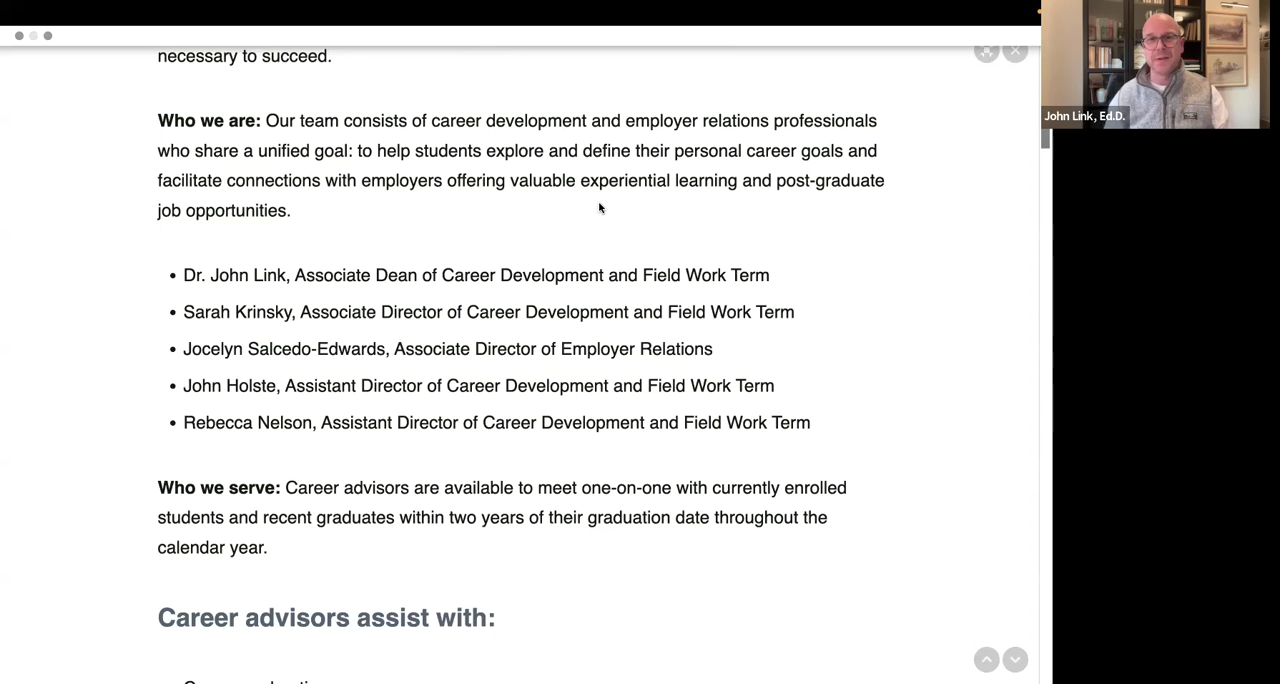 necessary to succeed.
John Link, Ed.D.
Who we are: Our team consists of career development and employer relations professionals
who share a unified goal: to help students explore and define their personal career goals and
facilitate connections with employers offering valuable experiential learning and post-graduate
job opportunities.
• Dr. John Link, Associate Dean of Career Development and Field Work Term
• Sarah Krinsky, Associate Director of Career Development and Field Work Term
• Jocelyn Salcedo-Edwards, Associate Director of Employer Relations
• John Holste, Assistant Director of Career Development and Field Work Term
• Rebecca Nelson, Assistant Director of Career Development and Field Work Term
Who we serve: Career advisors are available to meet one-on-one with currently enrolled
students and recent graduates within two years of their graduation date throughout the
calendar year.
Career advisors assist with: